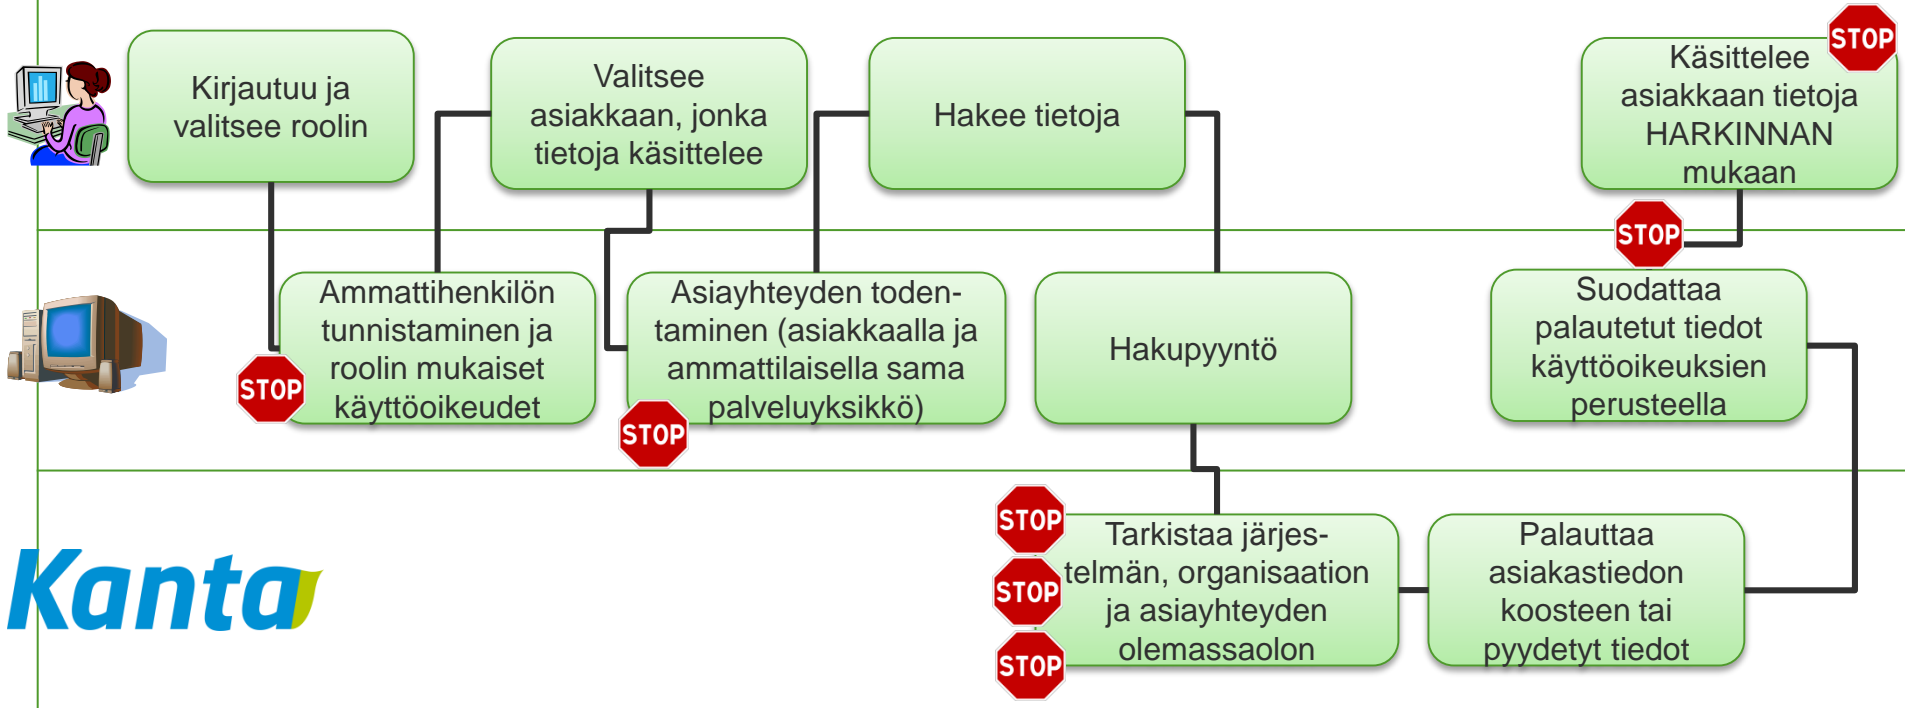 Kirjautuu ja
valitsee roolin
Valitsee
asiakkaan, jonka
tietoja käsittelee
Hakee tietoja
STOP
Käsittelee
asiakkaan tietoja
HARKINNAN
mukaan
STOP
Ammattihenkilön
tunnistaminen ja
roolin mukaiset
käyttöoikeudet
STOP
Asiayhteyden toden-
taminen (asiakkaalla ja
ammattilaisella sama
palveluyksikkö)
STOP
Hakupyyntö
Suodattaa
palautetut tiedot
käyttöoikeuksien
perusteella
Kanta
STOP
STOP
STOP
Tarkistaa järjes-
telmän, organisaation
ja asiayhteyden
olemassaolon
Palauttaa
asiakastiedon
koosteen tai
pyydetyt tiedot